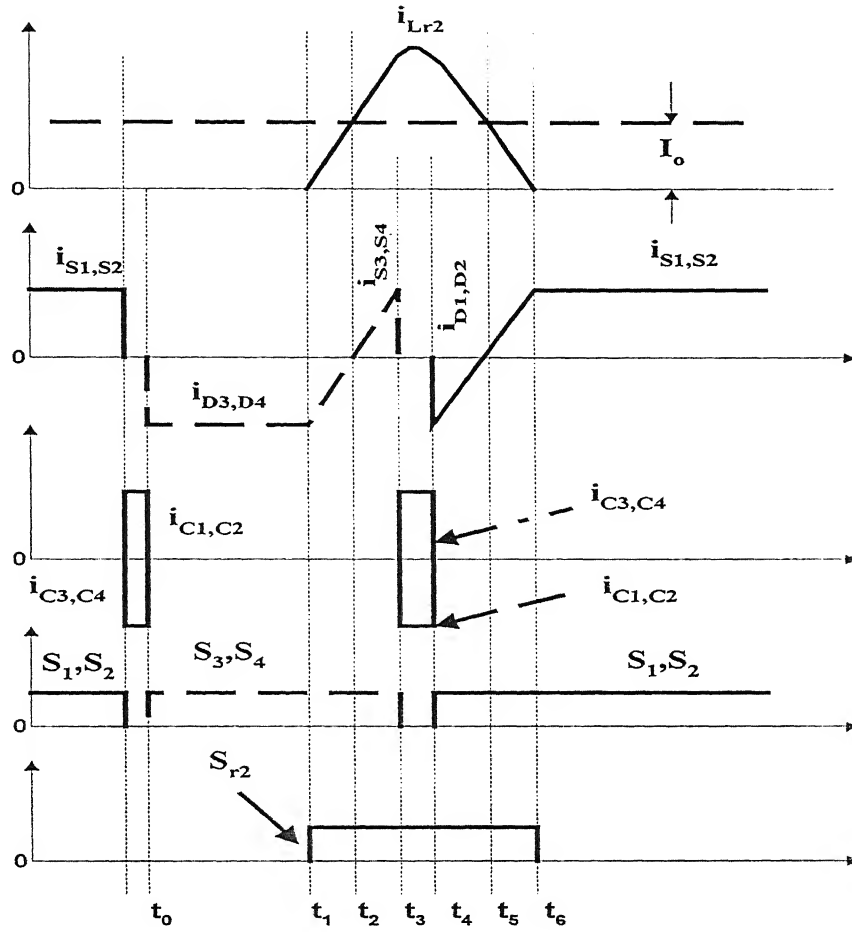 i_Lr2
I_o
0
i_S1,S2
i_S3,S4
i_D1,D2
i_S1,S2
0
i_D3,D4
i_C1,C2
i_C3,C4
0
i_C3,C4
i_C1,C2
S_1,S_2
S_3,S_4
S_1,S_2
0
S_r2
0
t_0 t_1 t_2 t_3 t_4 t_5 t_6